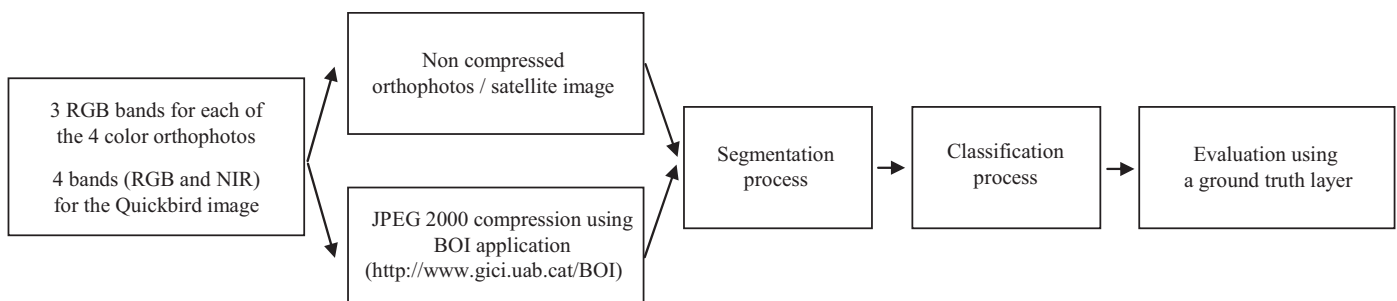 3 RGB bands for each of
the 4 color orthophotos
4 bands (RGB and NIR)
for the Quickbird image
Non compressed
orthophotos / satellite image
JPEG 2000 compression using
BOI application
(http://www.gici.uab.cat/BOI)
Segmentation
process
Classification
process
Evaluation using
a ground truth layer